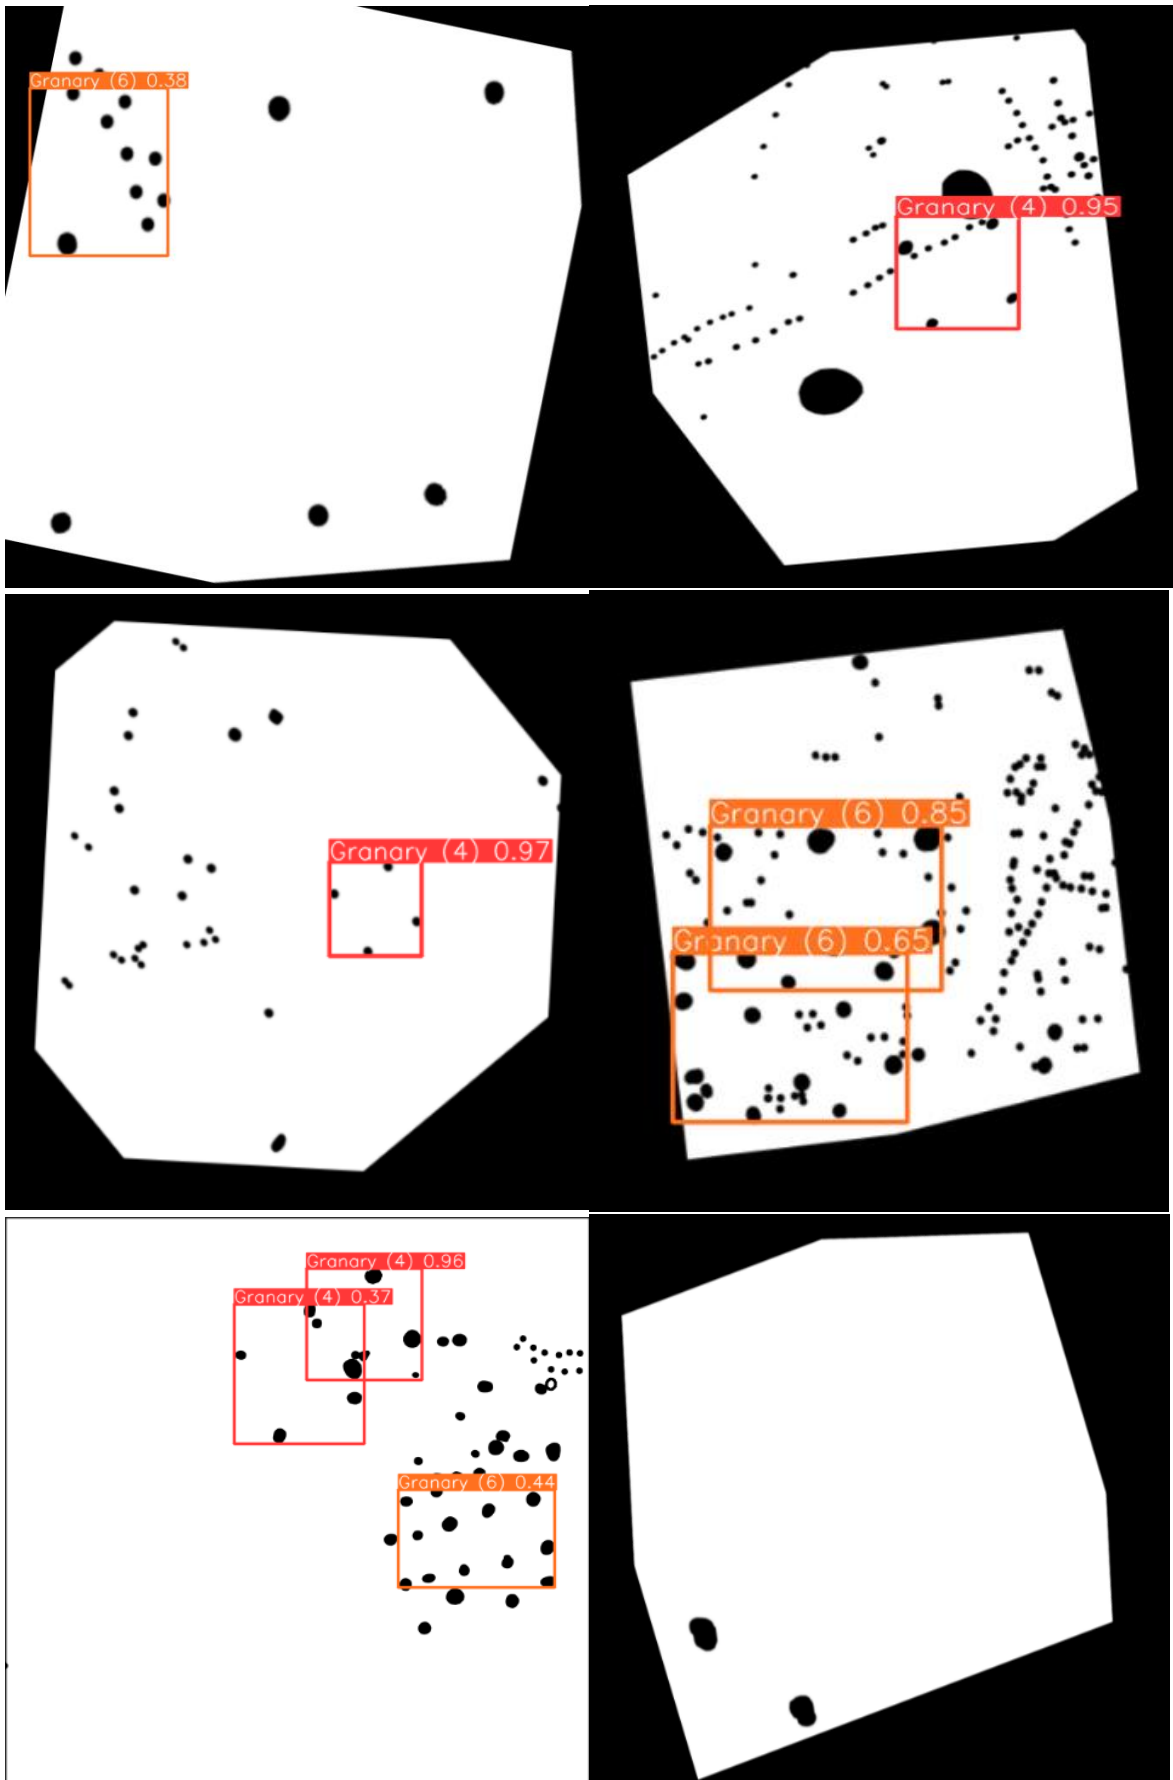 Granary (6) 0.38
Granary (4) 0.95
Granary (4) 0.97
Granary (6) 0.85
Granary (6) 0.65
Granary (4) 0.96
Granary (4) 0.37
Granary (6) 0.44